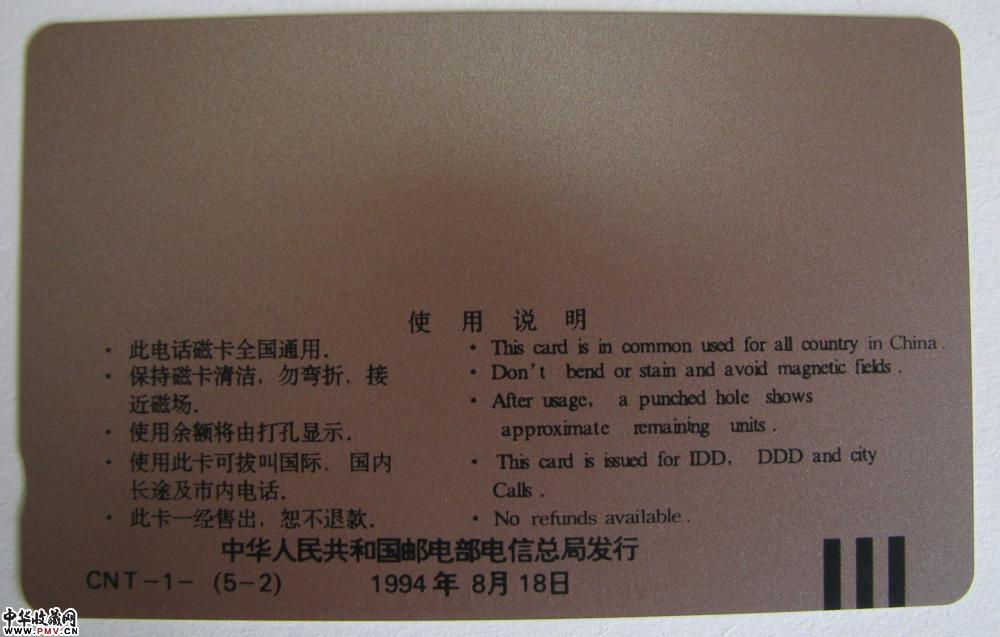 使用说明
· 此电话磁卡全国通用.
· 保持磁卡清洁, 勿弯折、接
近磁场.
· 使用余额将由打孔显示.
· 使用此卡可拔叫国际、国内
长途及市内电话.
· 此卡一经售出, 恕不退款.
· This card is in common used for all country in China.
· Don't bend or stain and avoid magnetic fields.
· After usage, a punched hole shows
approximate remaining units.
· This card is issued for IDD, DDD and city
Calls.
· No refunds available.
中华人民共和国邮电部电信总局发行
CNT-1-(5-2) 1994年8月18日
中华收藏网
www.PMV.CN